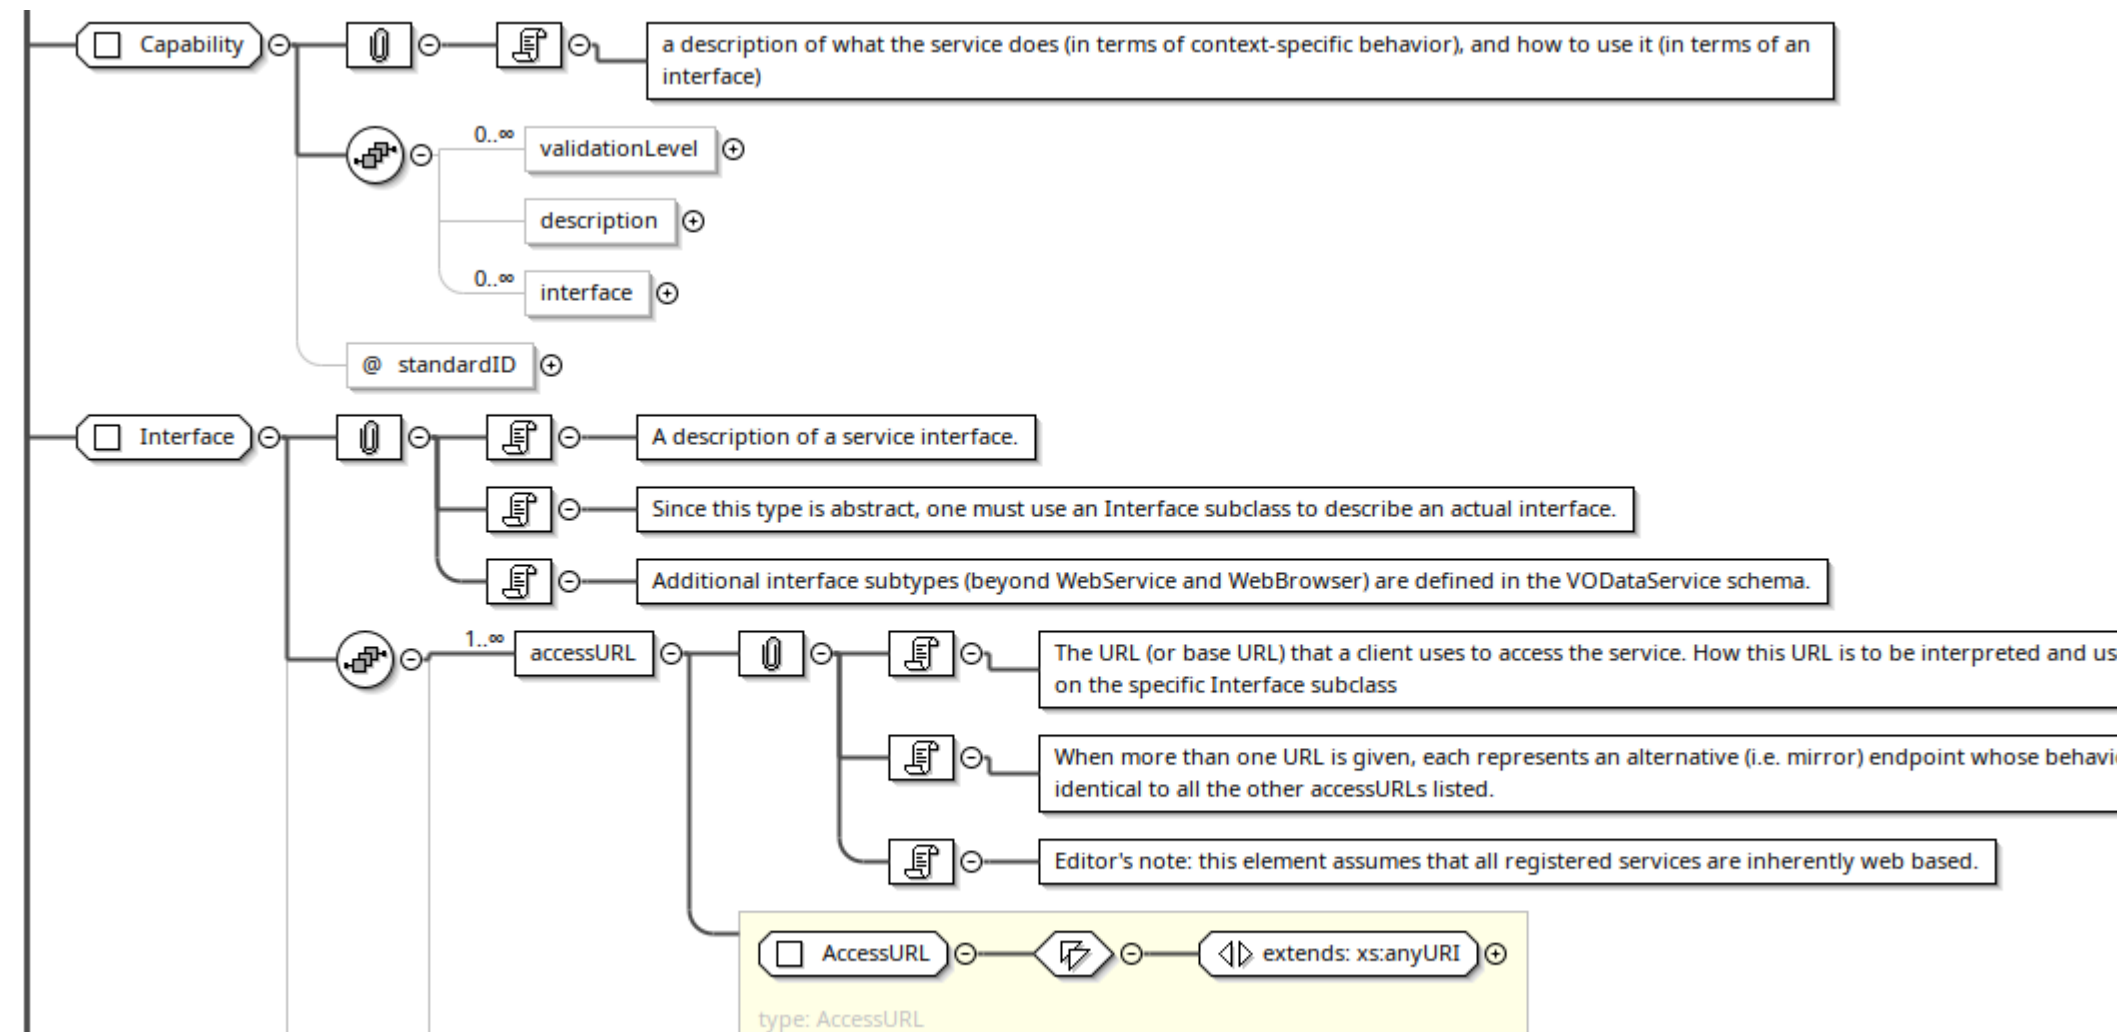 Capability
a description of what the service does (in terms of context-specific behavior), and how to use it (in terms of an
interface)
0..∞
validationLevel
description
0..∞
interface
@ standardID
Interface
A description of a service interface.
Since this type is abstract, one must use an Interface subclass to describe an actual interface.
Additional interface subtypes (beyond WebService and WebBrowser) are defined in the VODataService schema.
1..∞
accessURL
The URL (or base URL) that a client uses to access the service. How this URL is to be interpreted and us
on the specific Interface subclass
When more than one URL is given, each represents an alternative (i.e. mirror) endpoint whose behavi
identical to all the other accessURLs listed.
Editor's note: this element assumes that all registered services are inherently web based.
AccessURL
extends: xs:anyURI
type: AccessURL